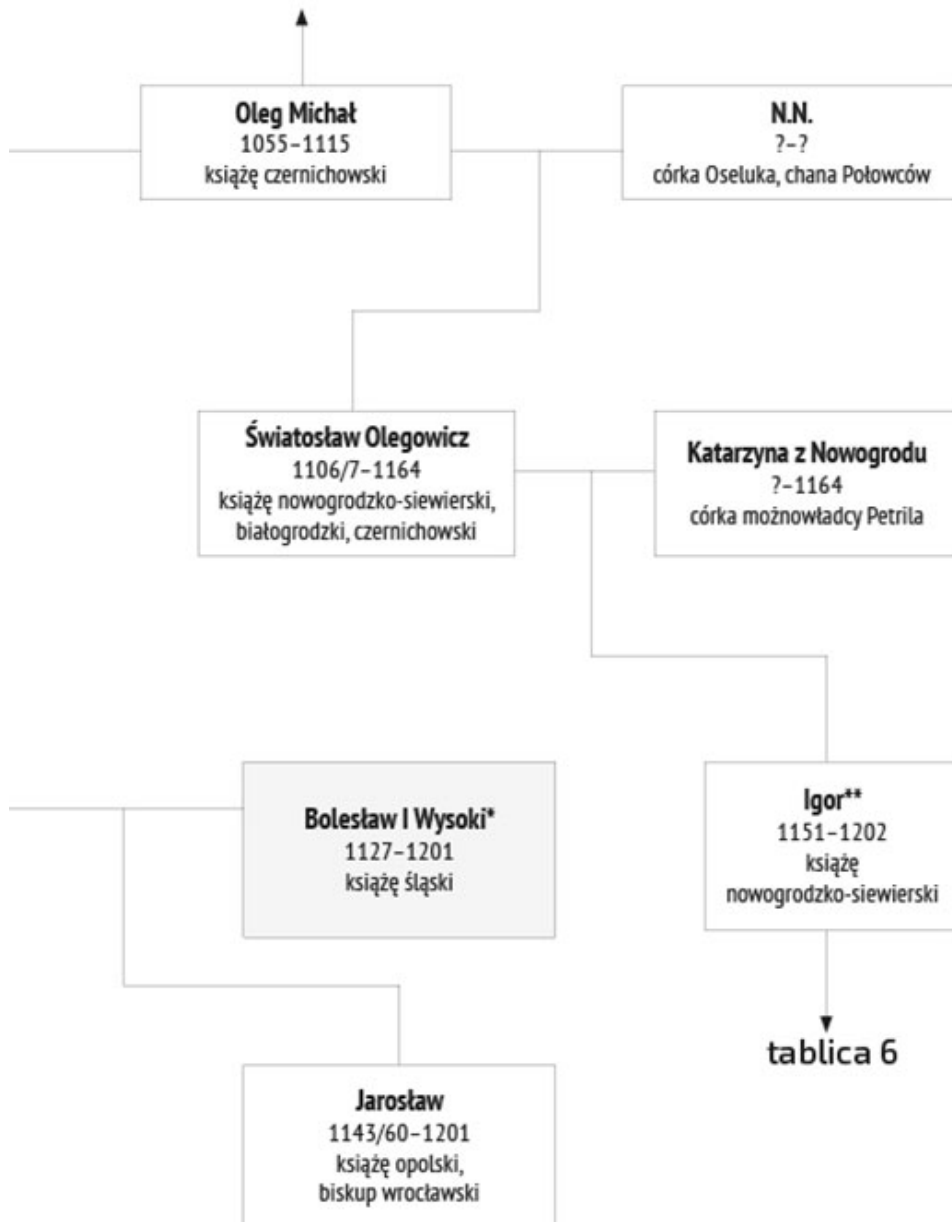 Oleg Michał
1055–1115
książę czernichowski
N.N.
?–?
córka Oseluka, chana Połowców
Światosław Olegowicz
1106/7–1164
książę nowogrodzko-siewierski,
białogrodzki, czernichowski
Katarzyna z Nowogrodu
?–1164
córka możnowładcy Petrila
Bolesław I Wysoki*
1127–1201
książę śląski
Igor**
1151–1202
książę
nowogrodzko-siewierski
tablica 6
Jarosław
1143/60–1201
książę opolski,
biskup wrocławski